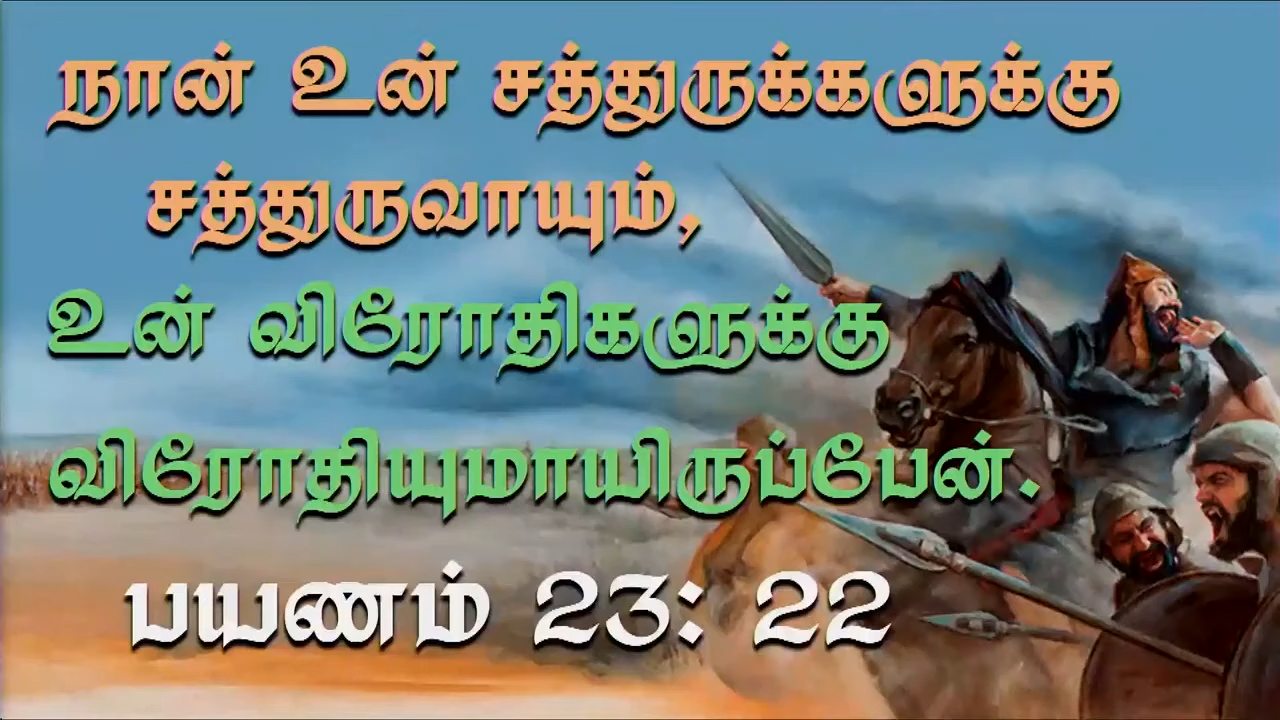 நான் உன் சத்துருக்களுக்கு
சத்துருவாயும்,
உன் விரோதிகளுக்கு
விரோதியுமாயிருப்பேன்.
பயணம் 23: 22